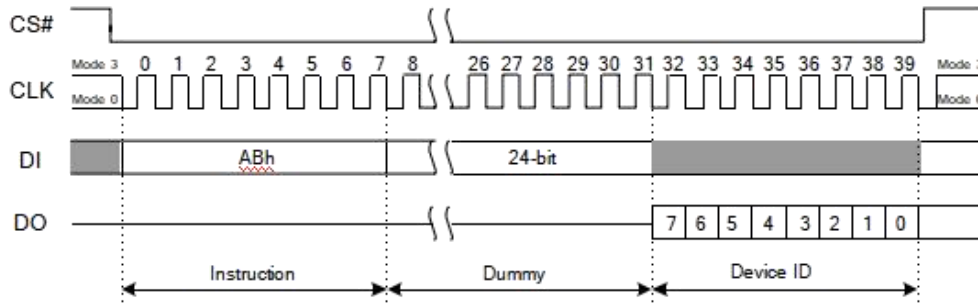 CS#
Mode 3 0 1 2 3 4 5 6 7 8 26 27 28 29 30 31 32 33 34 35 36 37 38 39 Mode
CLK
Mode 0 Mode
DI ABh 24-bit
DO 7 6 5 4 3 2 1 0
Instruction Dummy Device ID